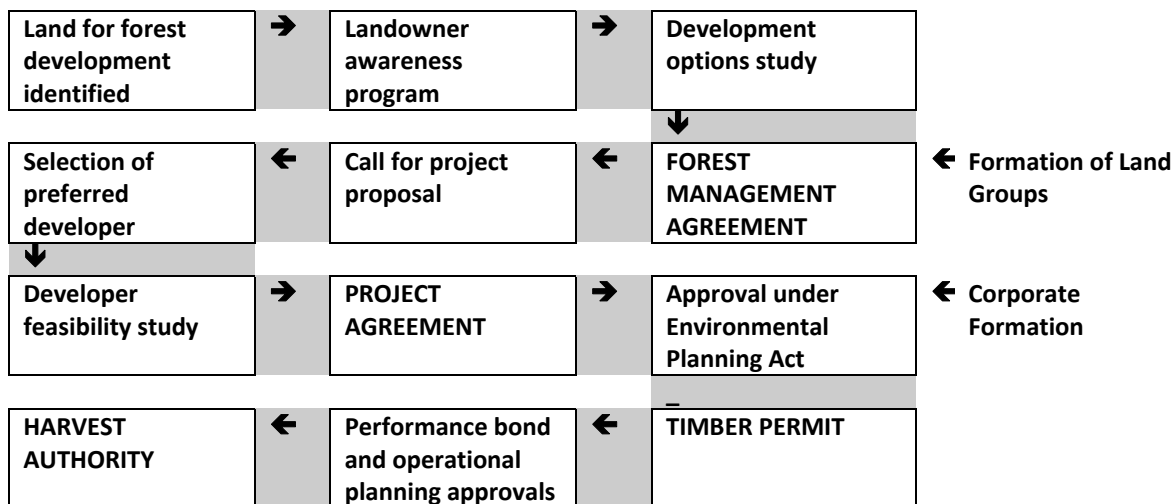 Land for forest
development
identified
➔
Landowner
awareness
program
➔
Development
options study
🡻
Selection of
preferred
developer
🡸
Call for project
proposal
🡸
FOREST
MANAGEMENT
AGREEMENT
🡸 Formation of Land
Groups
🡻
Developer
feasibility study
➔
PROJECT
AGREEMENT
➔
Approval under
Environmental
Planning Act
🡸 Corporate
Formation
_
HARVEST
AUTHORITY
🡸
Performance bond
and operational
planning approvals
🡸
TIMBER PERMIT